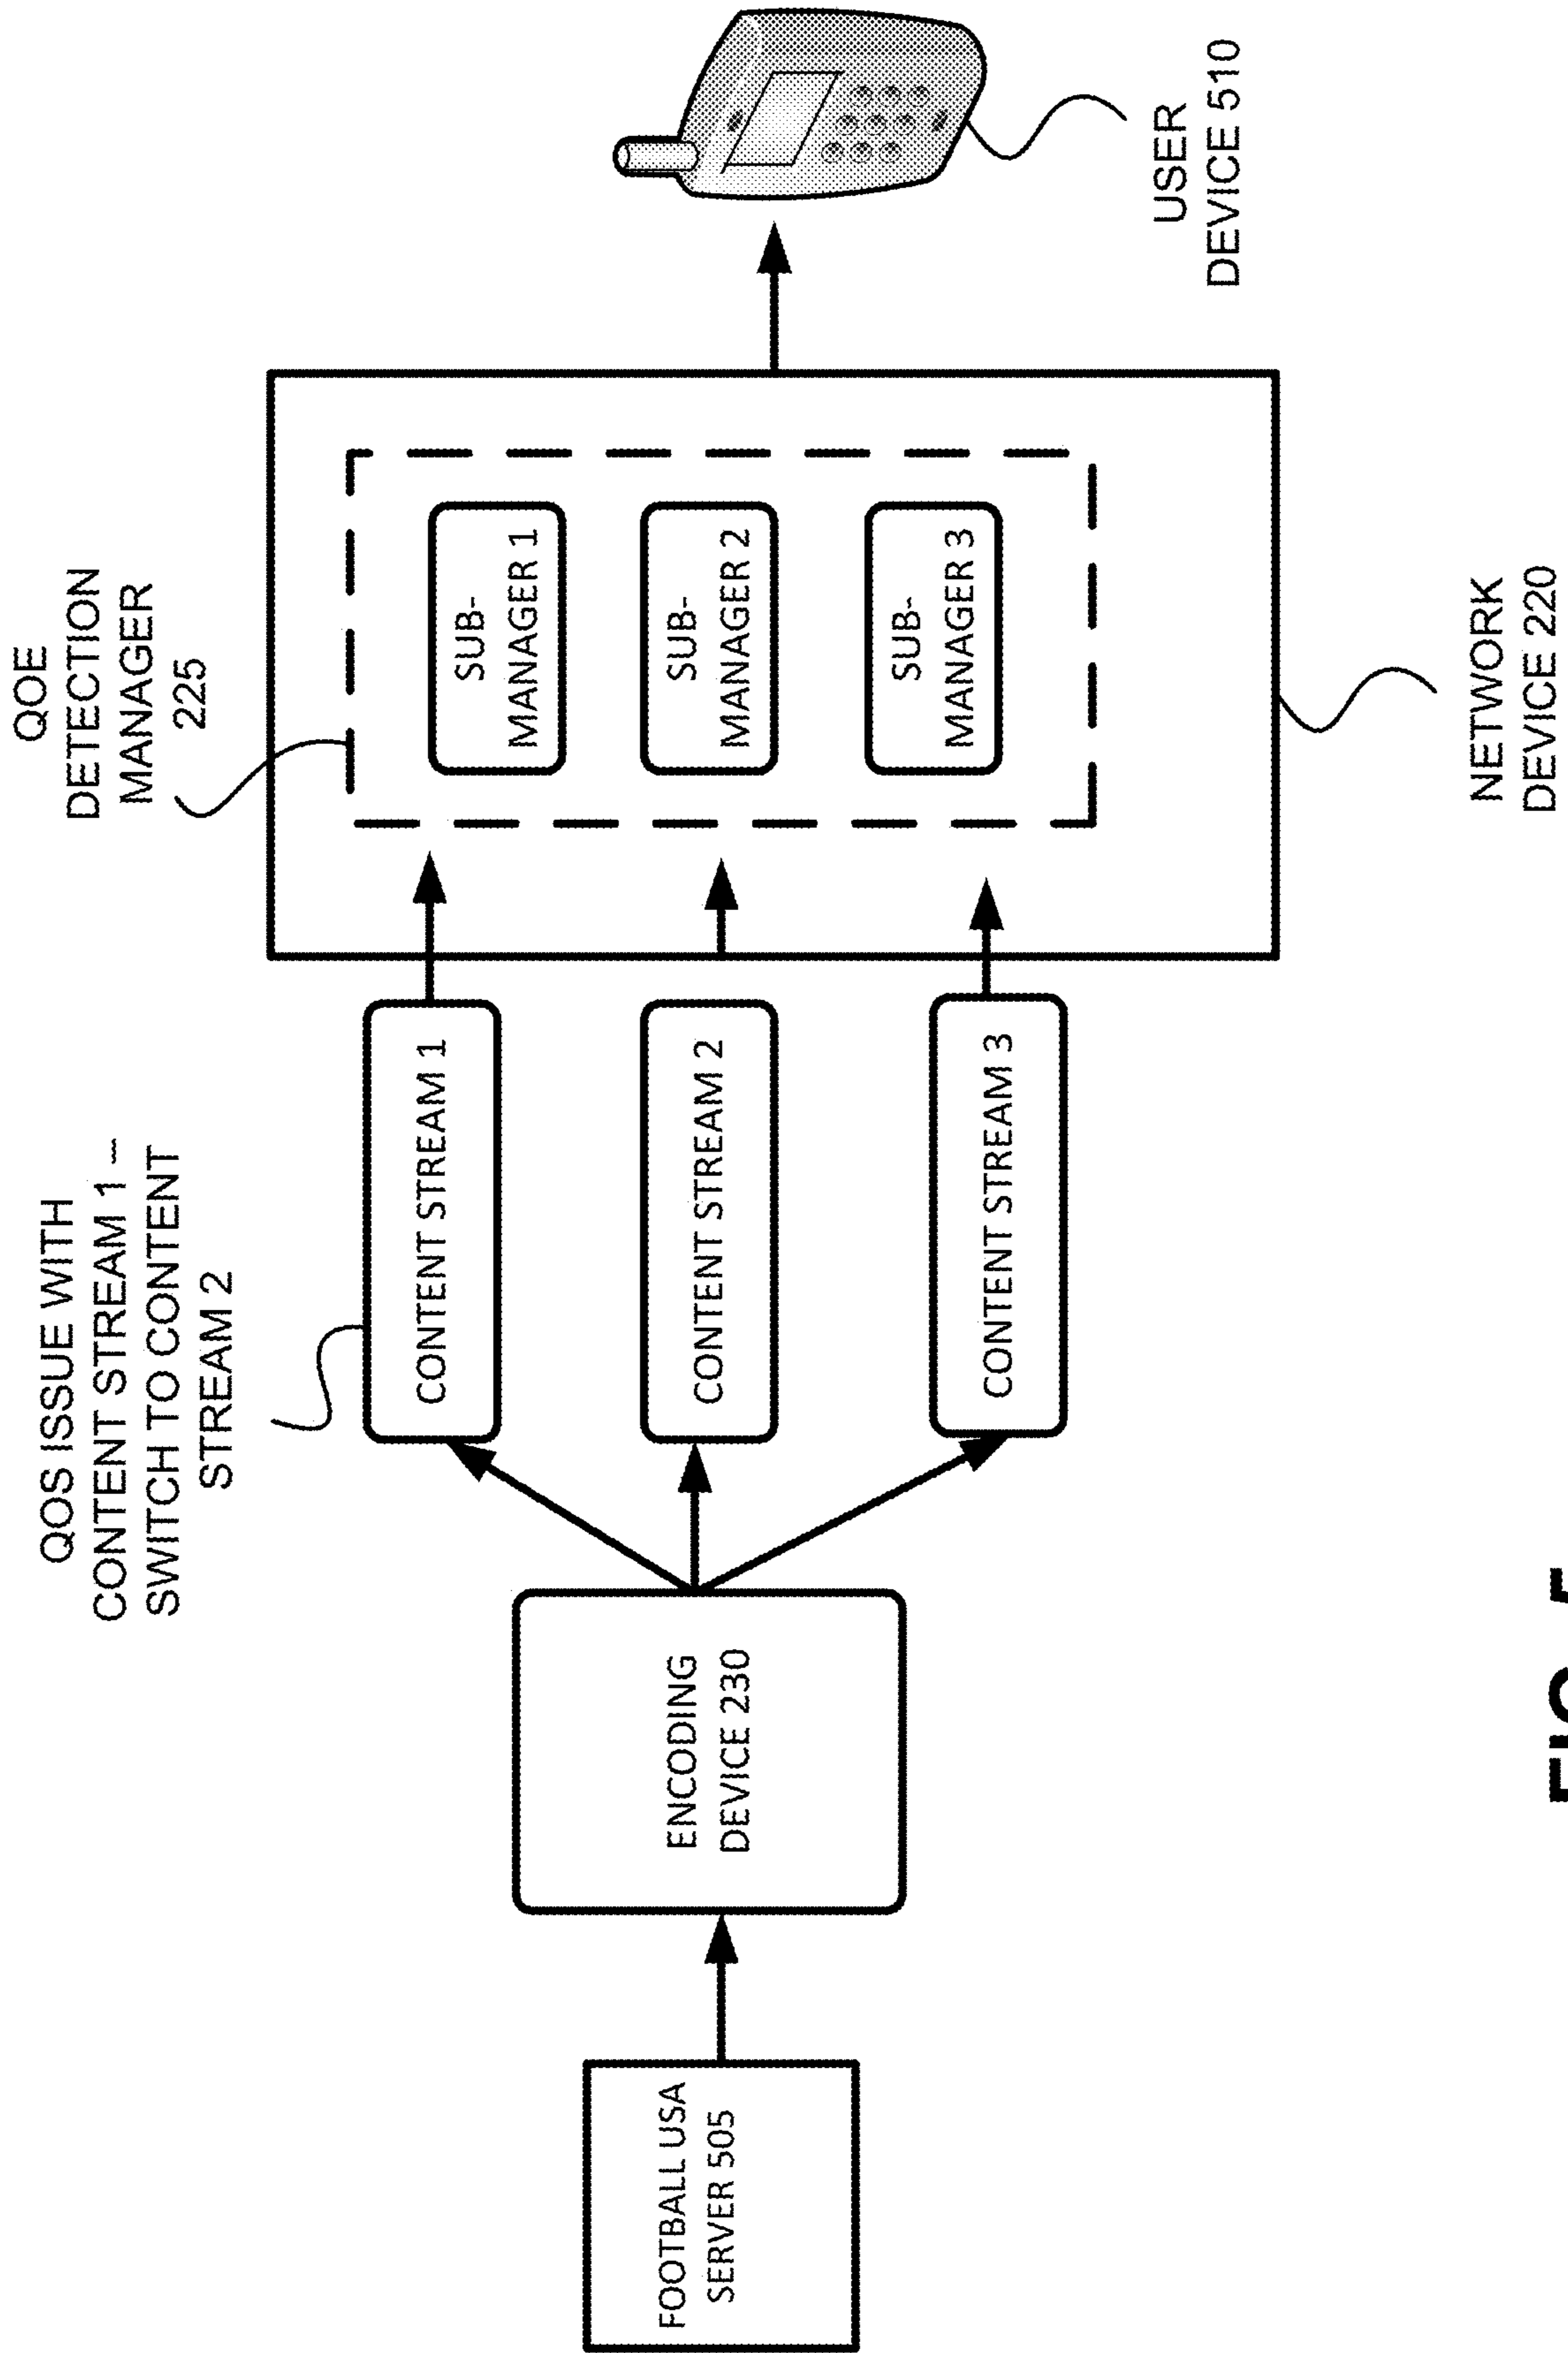 QOS ISSUE WITH
CONTENT STREAM 1 –
SWITCH TO CONTENT
STREAM 2
QOE
DETECTION
MANAGER
225
FOOTBALL USA
SERVER 505
ENCODING
DEVICE 230
CONTENT STREAM 1
CONTENT STREAM 2
CONTENT STREAM 3
SUB-
MANAGER 1
SUB-
MANAGER 2
SUB-
MANAGER 3
USER
DEVICE 510
NETWORK
DEVICE 220